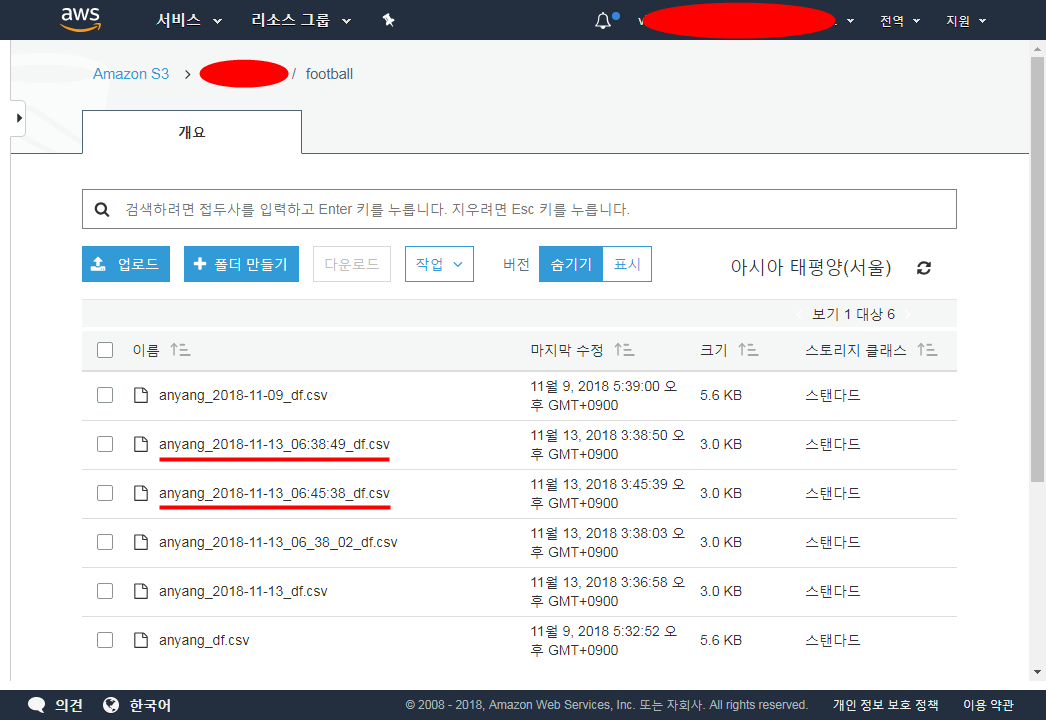 aws 서비스 리소스 그룹 전역 지원
Amazon S3 / football
개요
검색하려면 접두사를 입력하고 Enter 키를 누릅니다. 지우려면 Esc 키를 누릅니다.
업로드 폴더 만들기 다운로드 작업 버전 숨기기 표시 아시아 태평양(서울)
보기 1 대상 6
이름 마지막 수정 크기 스토리지 클래스
anyang_2018-11-09_df.csv 11월 9, 2018 5:39:00 오
후 GMT+0900 5.6 KB 스탠다드
anyang_2018-11-13_06:38:49_df.csv 11월 13, 2018 3:38:50 오
후 GMT+0900 3.0 KB 스탠다드
anyang_2018-11-13_06:45:38_df.csv 11월 13, 2018 3:45:39 오
후 GMT+0900 3.0 KB 스탠다드
anyang_2018-11-13_06_38_02_df.csv 11월 13, 2018 3:38:03 오
후 GMT+0900 3.0 KB 스탠다드
anyang_2018-11-13_df.csv 11월 13, 2018 3:36:58 오
후 GMT+0900 3.0 KB 스탠다드
anyang_df.csv 11월 9, 2018 5:32:52 오
후 GMT+0900 5.6 KB 스탠다드
의견 한국어 © 2008 - 2018, Amazon Web Services, Inc. 또는 자회사. All rights reserved. 개인 정보 보호 정책 이용 약관